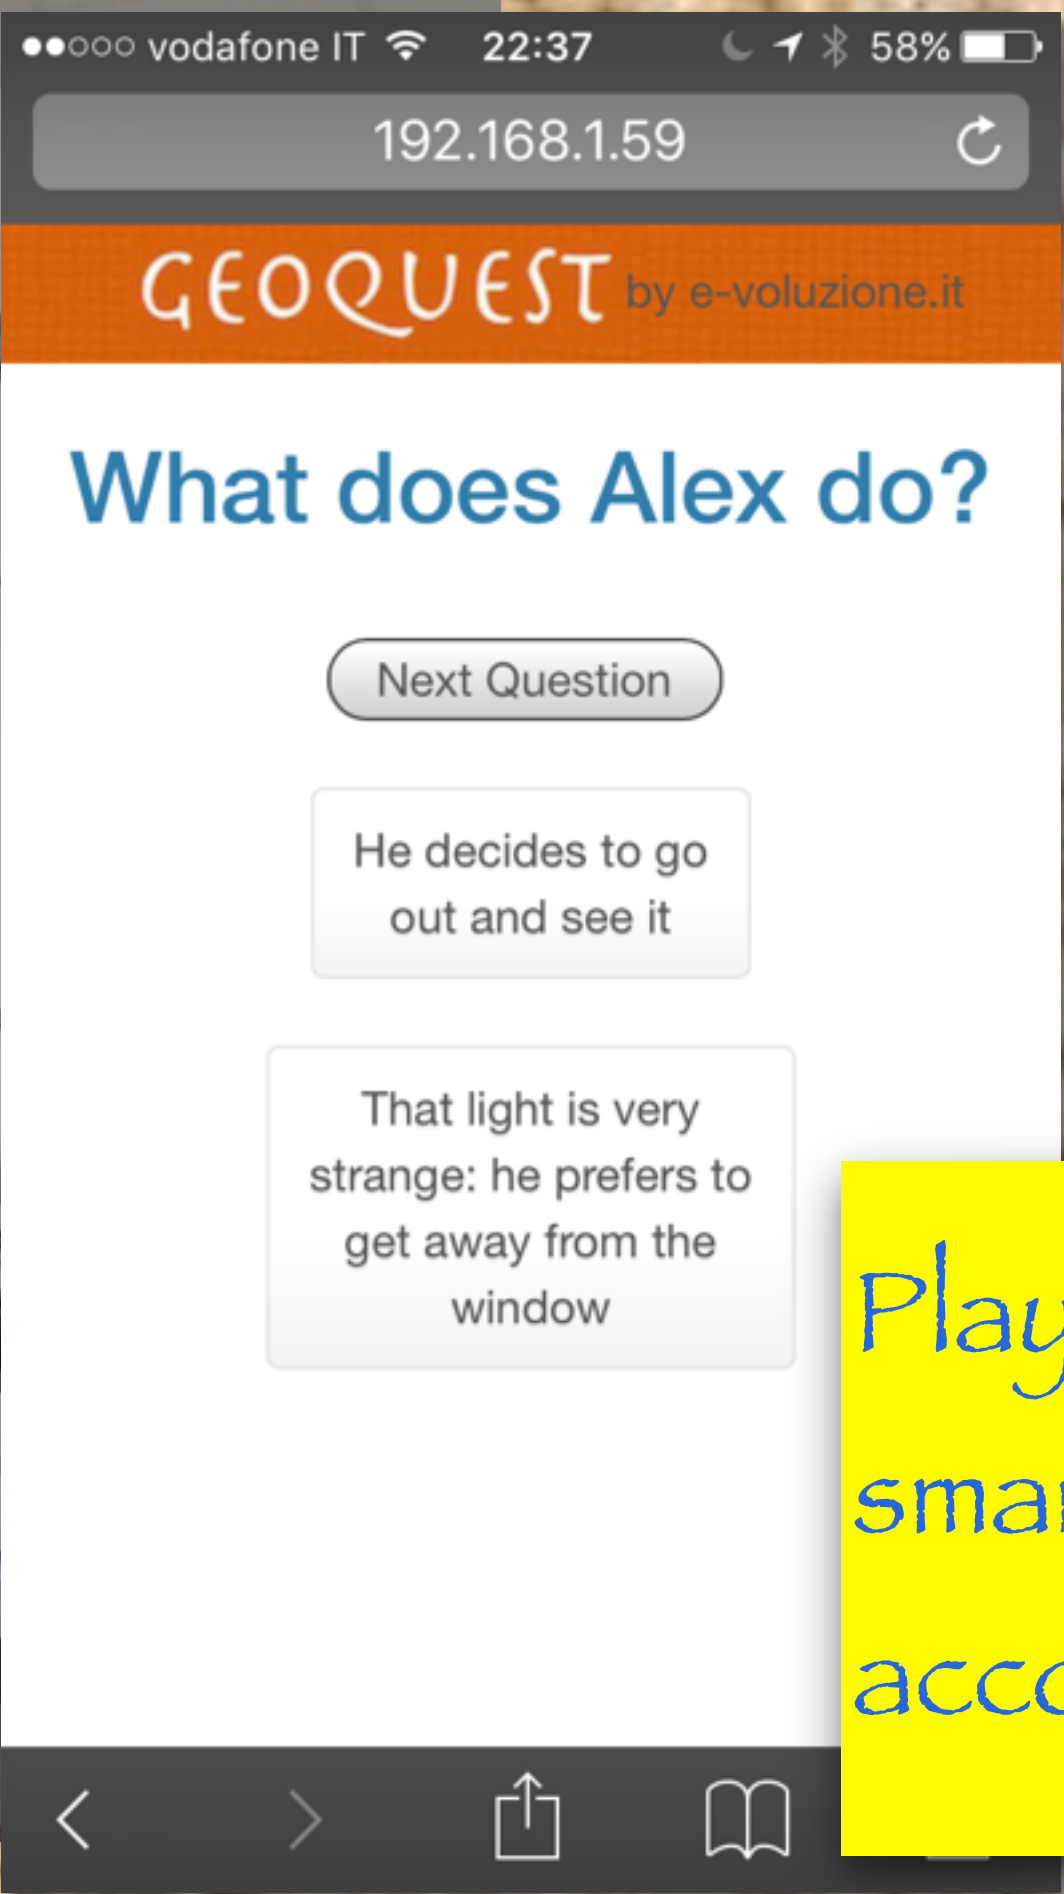 vodafone IT 22:37 58%
192.168.1.59
GEOQUEST by e-voluzione.it
What does Alex do?
Next Question
He decides to go
out and see it
That light is very
strange: he prefers to
get away from the
window
Play